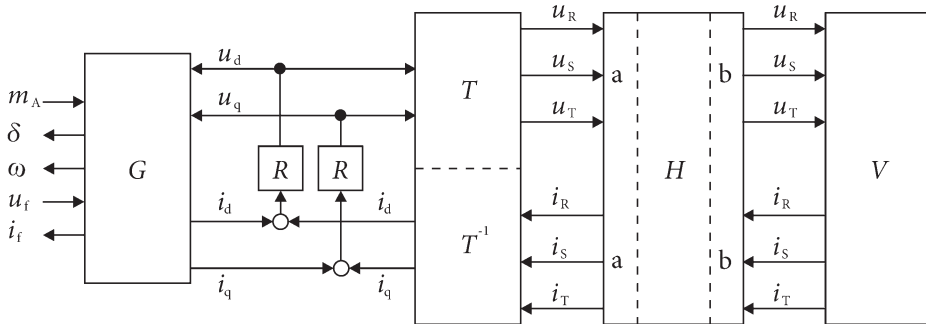 u_R u_R
u_d u_S a b u_S
m_A u_q T u_T u_T
δ
ω G R R H V
u_f i_R i_R
i_f i_d i_d
T^-1 i_S a b i_S
i_q i_q i_T i_T